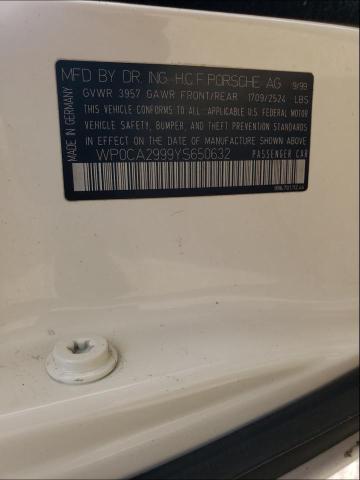 MFD BY DR. ING. H.C.F. PORSCHE AG 9/99
GVWR 3957 GAWR FRONT/REAR 1709/2524 LBS
THIS VEHICLE CONFORMS TO ALL APPLICABLE U.S. FEDERAL MOTOR
VEHICLE SAFETY, BUMPER, AND THEFT PREVENTION STANDARDS
IN EFFECT ON THE DATE OF MANUFACTURE SHOWN ABOVE
WP0CA2999YS650632 PASSENGER CAR
MADE IN GERMANY